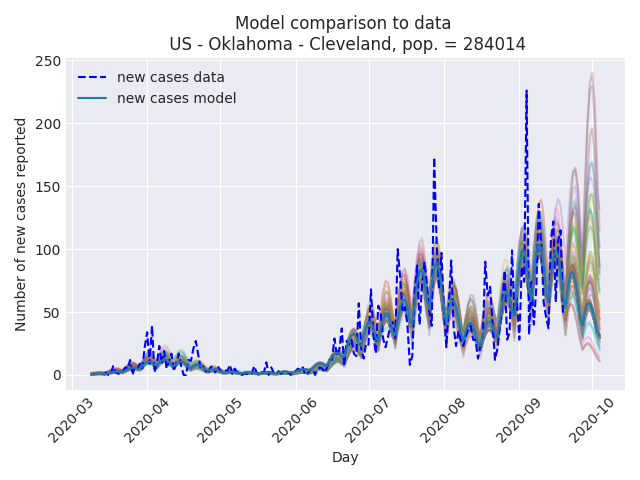 Model comparison to data
US - Oklahoma - Cleveland, pop. = 284014
new cases data
new cases model
Number of new cases reported
250
200
150
100
50
0
2020-03
2020-04
2020-05
2020-06
2020-07
2020-08
2020-09
2020-10
Day